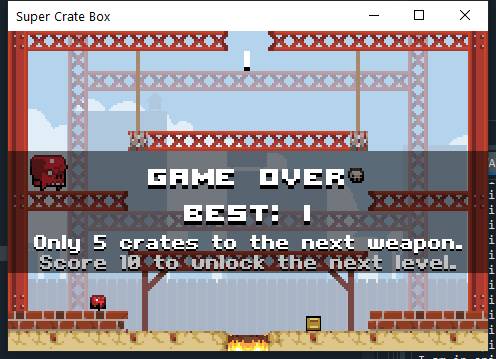 Super Crate Box
1
GAME OVER
BEST: 1
Only 5 crates to the next weapon.
Score 10 to unlock the next level.